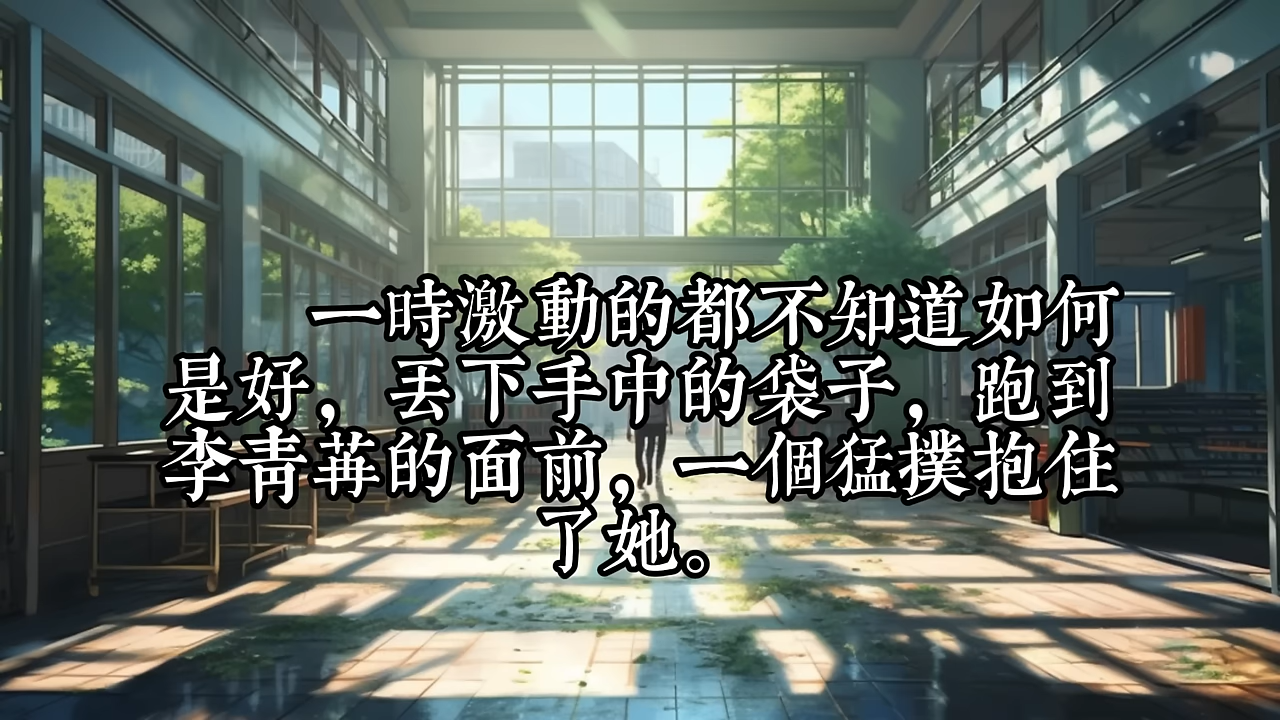 一時激動的都不知道如何
是好，丟下手中的袋子，跑到
李青苒的面前，一個猛撲抱住
了她。